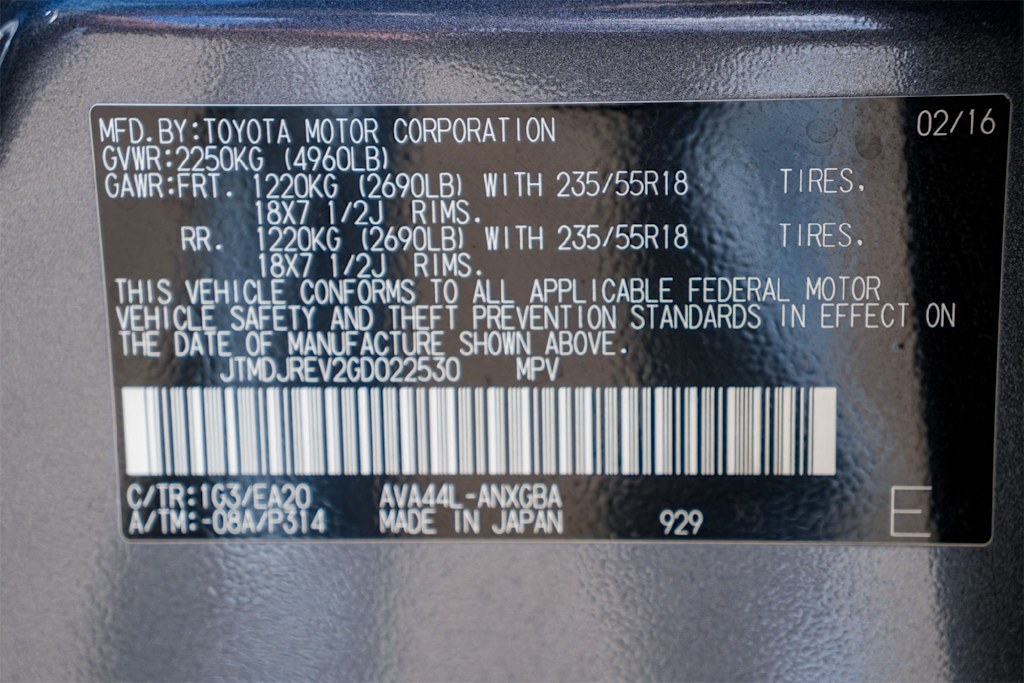 MFD.BY:TOYOTA MOTOR CORPORATION 02/16
GVWR:2250KG (4960LB)
GAWR:FRT. 1220KG (2690LB) WITH 235/55R18 TIRES.
18X7 1/2J RIMS.
RR. 1220KG (2690LB) WITH 235/55R18 TIRES.
18X7 1/2J RIMS.
THIS VEHICLE CONFORMS TO ALL APPLICABLE FEDERAL MOTOR
VEHICLE SAFETY AND THEFT PREVENTION STANDARDS IN EFFECT ON
THE DATE OF MANUFACTURE SHOWN ABOVE.
JTMDJREV2GD022530 MPV
C/TR:1G3/EA20 AVA44L-ANXGBA
A/TM:-08A/P314 MADE IN JAPAN 929 E